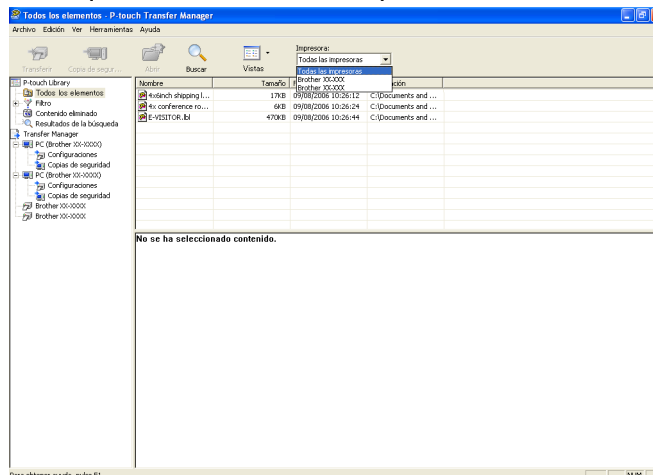 Todos los elementos - P-touch Transfer Manager
Archivo Edición Ver Herramientas Ayuda
Impresora:
Todas las impresoras
Transferir Copia de segur... Abrir Buscar Vistas
Todas las impresoras
Brother XX-XXX
Brother XX-XXX
P-touch Library
Todos los elementos
Filtro
Contenido eliminado
Resultados de la búsqueda
Transfer Manager
PC (Brother XX-XXXX)
Configuraciones
Copias de seguridad
PC (Brother XX-XXXX)
Configuraciones
Copias de seguridad
Brother XX-XXXX
Brother XX-XXXX
Nombre Tamaño
4x6inch shipping l... 17KB 09/08/2006 10:26:12 C:\Documents and ...
4x conference ro... 6KB 09/08/2006 10:26:24 C:\Documents and ...
E-VISITOR.lbl 470KB 09/08/2006 10:26:44 C:\Documents and ...
No se ha seleccionado contenido.
NUM